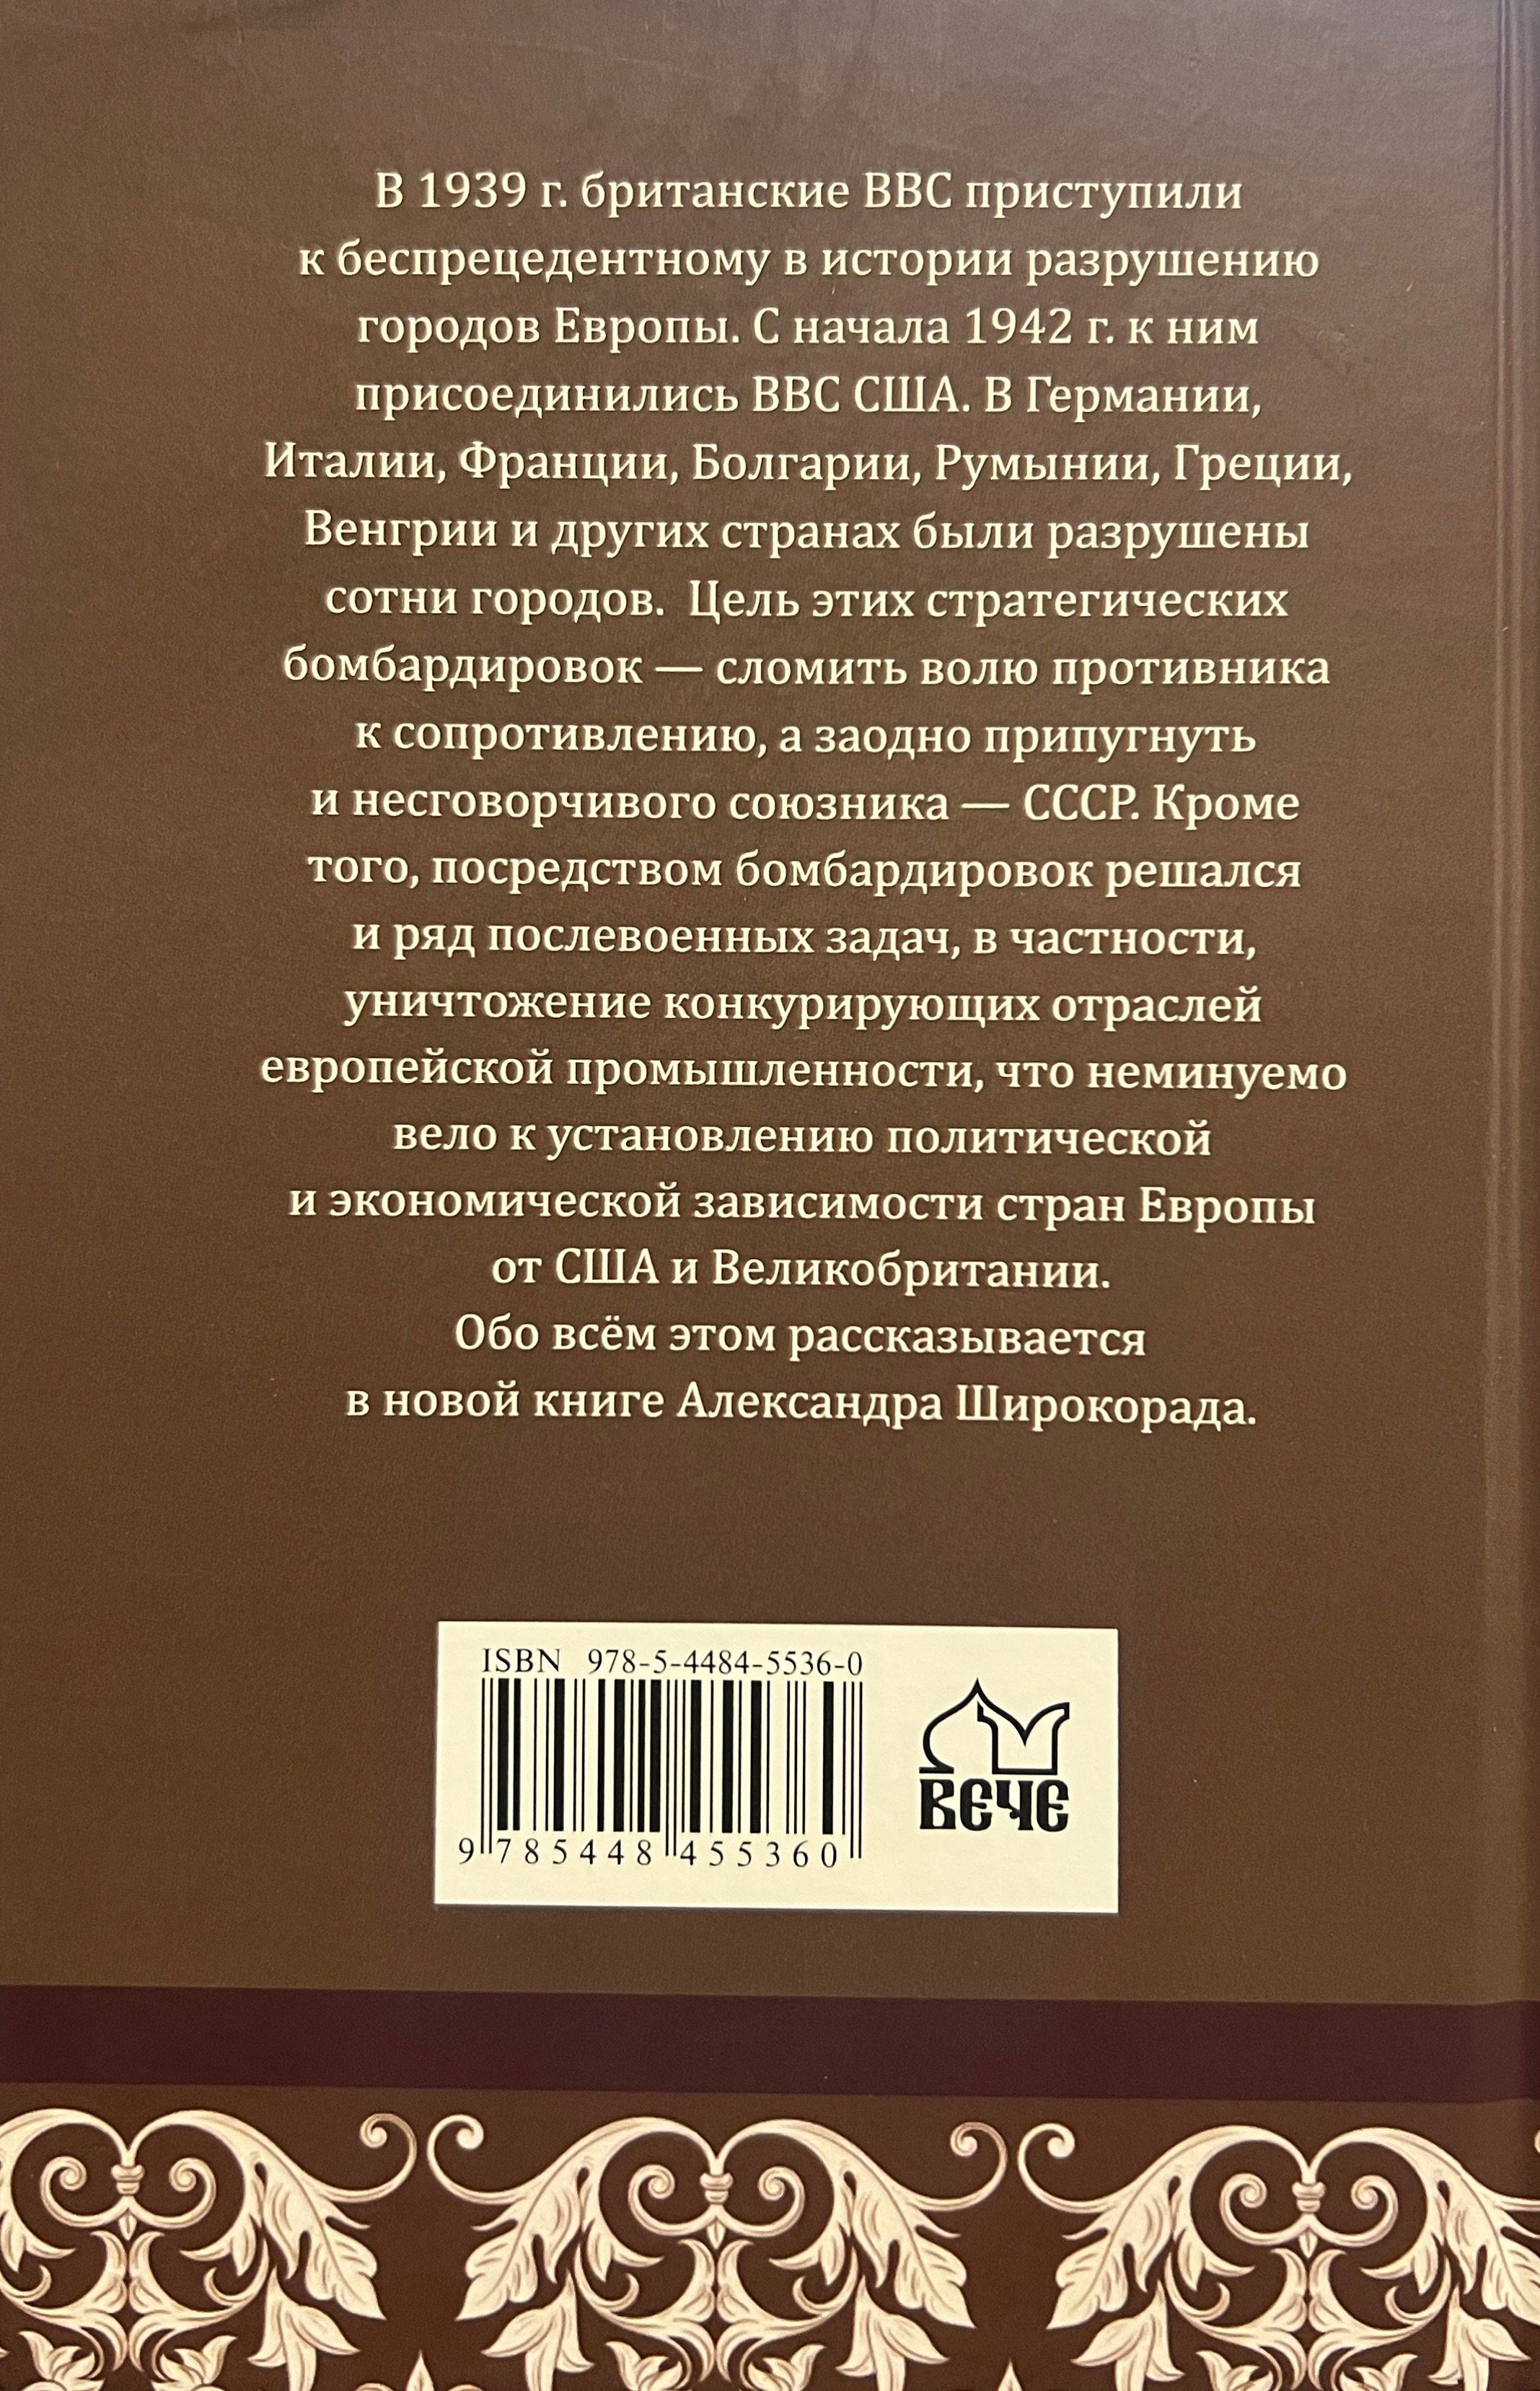 В 1939 г. британские ВВС приступили
к беспрецедентному в истории разрушению
городов Европы. С начала 1942 г. к ним
присоединились ВВС США. В Германии,
Италии, Франции, Болгарии, Румынии, Греции,
Венгрии и других странах были разрушены
сотни городов. Цель этих стратегических
бомбардировок — сломить волю противника
к сопротивлению, а заодно припугнуть
и несговорчивого союзника — СССР. Кроме
того, посредством бомбардировок решался
и ряд послевоенных задач, в частности,
уничтожение конкурирующих отраслей
европейской промышленности, что неминуемо
вело к установлению политической
и экономической зависимости стран Европы
от США и Великобритании.
Обо всём этом рассказывается
в новой книге Александра Широкорада.
ISBN 978-5-4484-5536-0
9 785448 455360
ВЕЧЕ